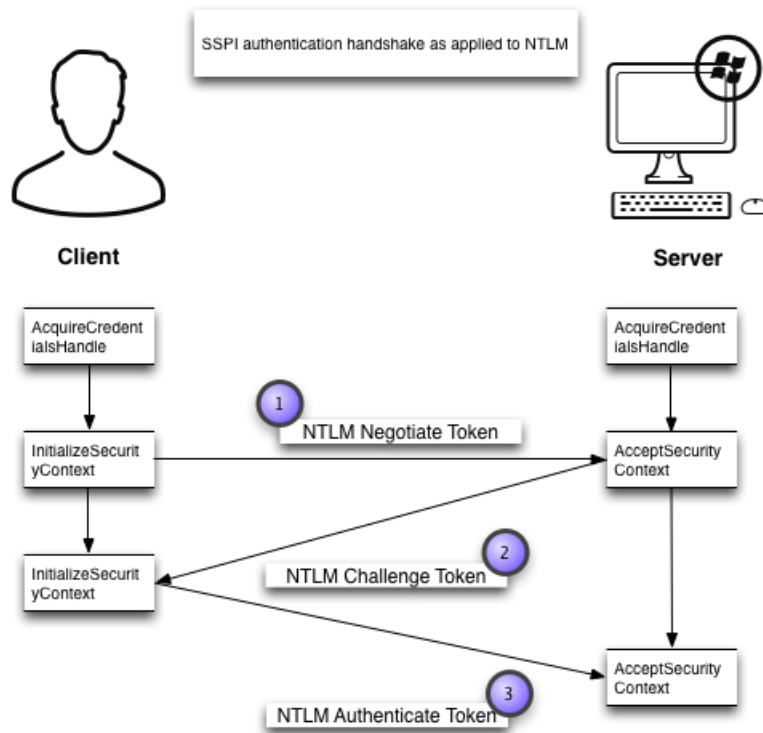 SSPI authentication handshake as applied to NTLM
Client
Server
AcquireCredent
ialsHandle
AcquireCredent
ialsHandle
1
NTLM Negotiate Token
InitializeSecurit
yContext
AcceptSecurity
Context
2
NTLM Challenge Token
InitializeSecurit
yContext
AcceptSecurity
Context
3
NTLM Authenticate Token